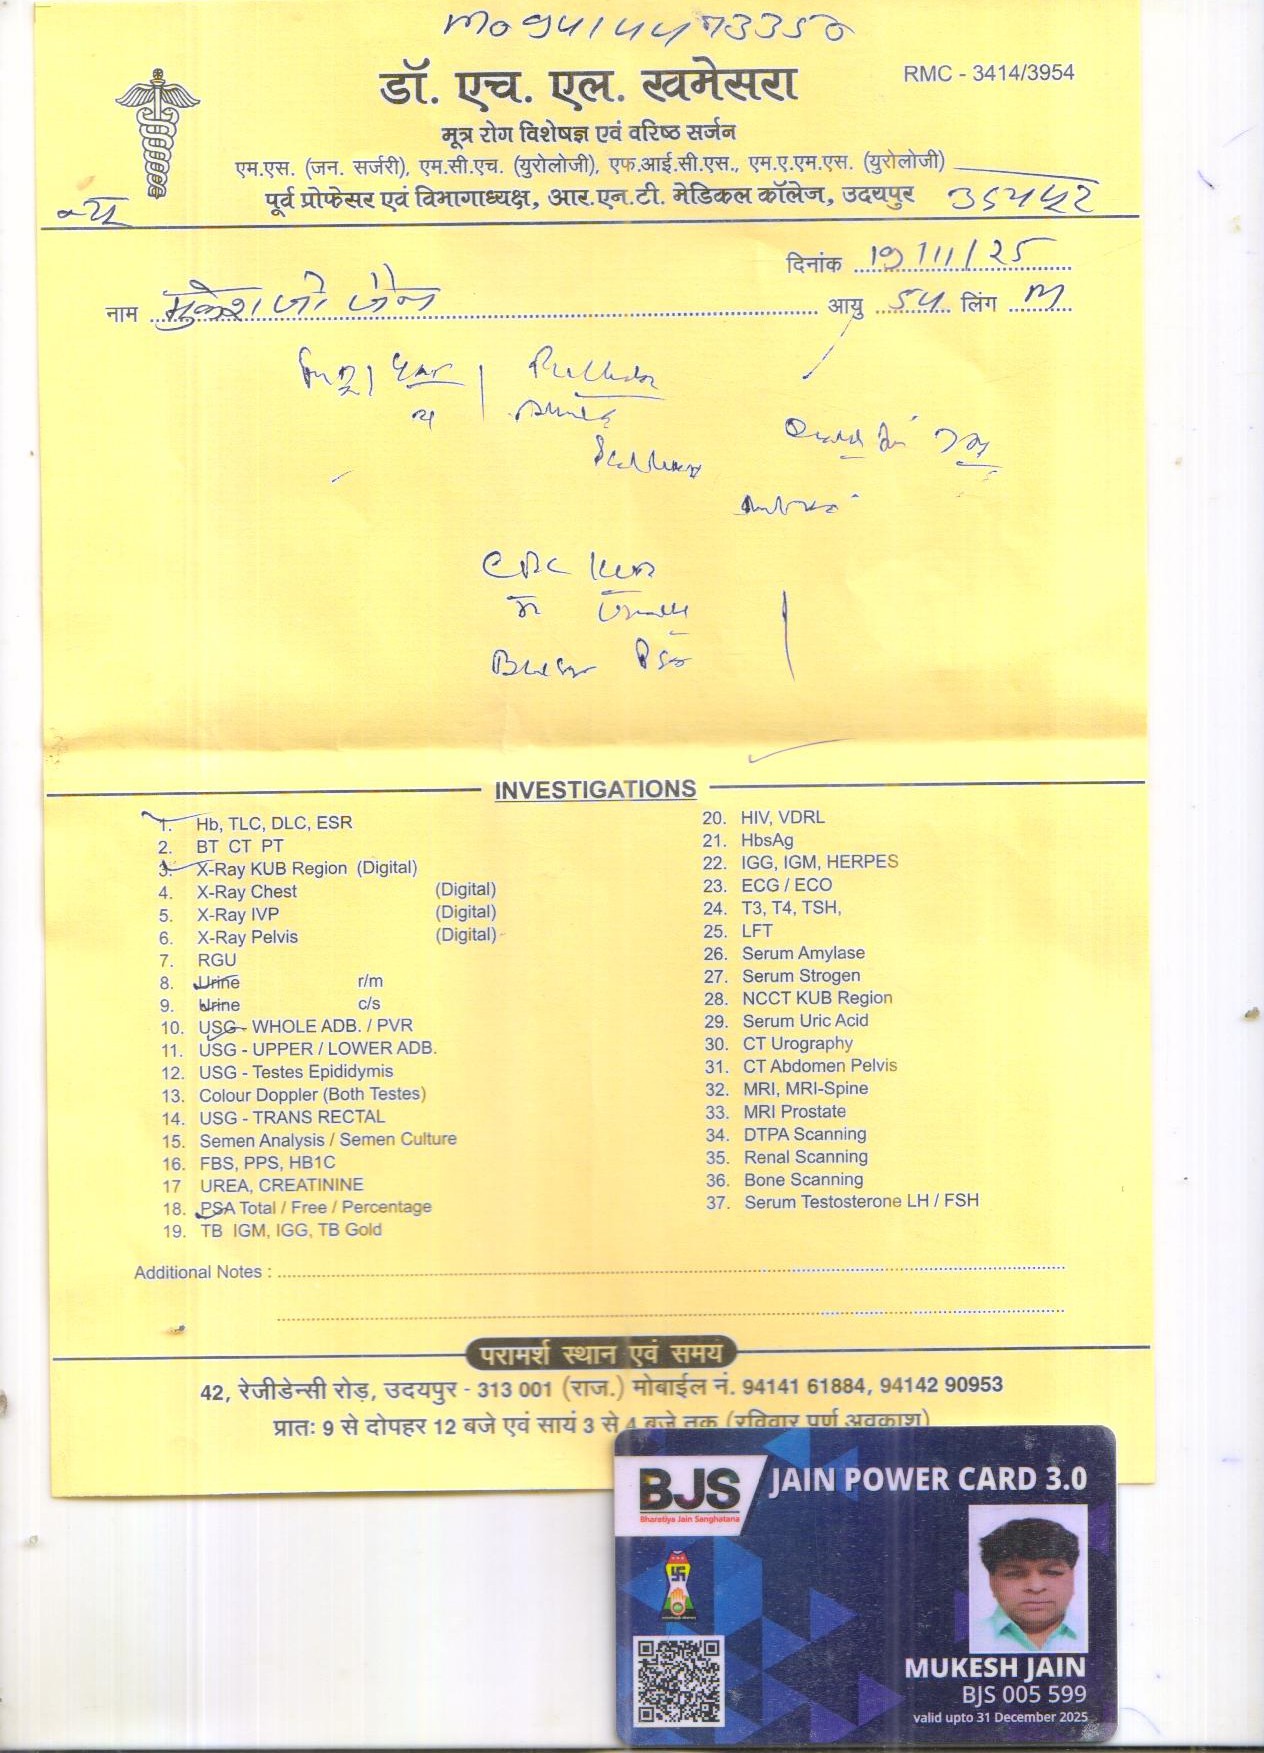 डॉ. एच. एल. खमेसरा
RMC - 3414/3954
मूत्र रोग विशेषज्ञ एवं वरिष्ठ सर्जन
एम.एस. (जन. सर्जरी), एम.सी.एच. (यूरोलोजी), एफ.आई.सी.एस., एम.ए.एम.एस. (यूरोलोजी)
पूर्व प्रोफेसर एवं विभागाध्यक्ष, आर.एन.टी. मेडिकल कॉलेज, उदयपुर उदयपुर
दिनांक 19/11/25
नाम मुकेश जी जैन आयु 54 लिंग M
CBC KUB
PSA
INVESTIGATIONS
1. Hb, TLC, DLC, ESR
2. BT CT PT
3. X-Ray KUB Region (Digital)
4. X-Ray Chest (Digital)
5. X-Ray IVP (Digital)
6. X-Ray Pelvis (Digital)
7. RGU
8. Urine r/m
9. Urine c/s
10. USG - WHOLE ADB. / PVR
11. USG - UPPER / LOWER ADB.
12. USG - Testes Epididymis
13. Colour Doppler (Both Testes)
14. USG - TRANS RECTAL
15. Semen Analysis / Semen Culture
16. FBS, PPS, HB1C
17 UREA, CREATININE
18. PSA Total / Free / Percentage
19. TB IGM, IGG, TB Gold
20. HIV, VDRL
21. HbsAg
22. IGG, IGM, HERPES
23. ECG / ECO
24. T3, T4, TSH,
25. LFT
26. Serum Amylase
27. Serum Strogen
28. NCCT KUB Region
29. Serum Uric Acid
30. CT Urography
31. CT Abdomen Pelvis
32. MRI, MRI-Spine
33. MRI Prostate
34. DTPA Scanning
35. Renal Scanning
36. Bone Scanning
37. Serum Testosterone LH / FSH
Additional Notes :
परामर्श स्थान एवं समय
42, रेजीडेन्सी रोड़, उदयपुर - 313 001 (राज.) मोबाईल नं. 94141 61884, 94142 90953
प्रातः 9 से दोपहर 12 बजे एवं सायं 3 से 4 बजे तक (रविवार पूर्ण अवकाश)
BJS JAIN POWER CARD 3.0
Bharatiya Jain Sanghatana
MUKESH JAIN
BJS 005 599
valid upto 31 December 2025